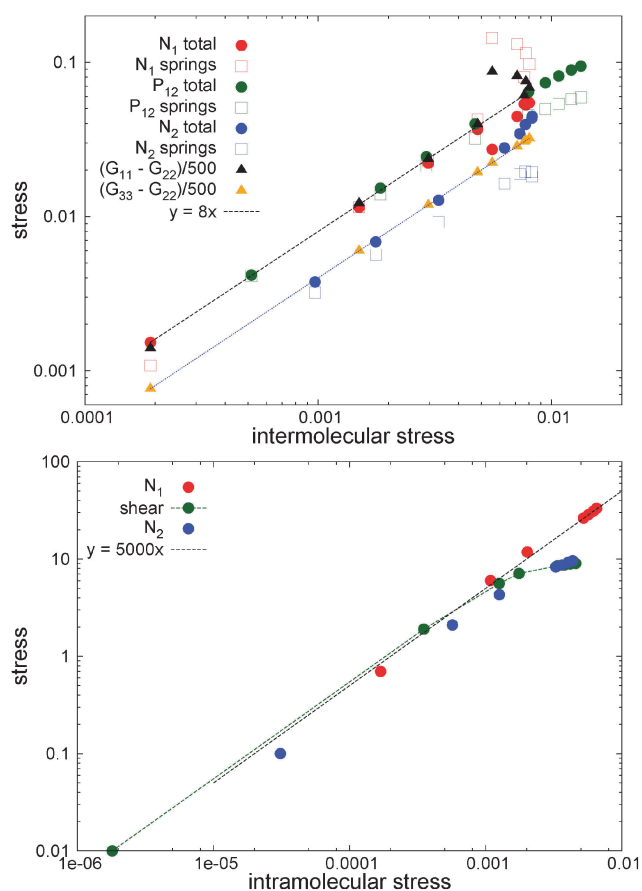 N1 total
N1 springs
P12 total
P12 springs
N2 total
N2 springs
(G11 - G22)/500
(G33 - G22)/500
y = 8x
0.1
0.01
0.001
stress
0.0001 0.001 0.01
intermolecular stress
N1
shear
N2
y = 5000x
100
10
1
0.1
0.01
stress
1e-06 1e-05 0.0001 0.001 0.01
intramolecular stress